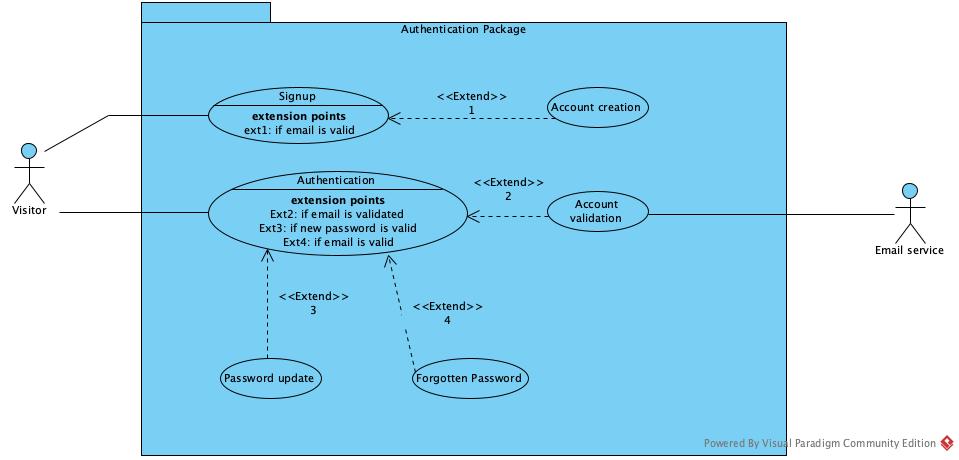 Authentication Package
Signup
extension points
ext1: if email is valid
<<Extend>>
1
Account creation
Visitor
Authentication
extension points
Ext2: if email is validated
Ext3: if new password is valid
Ext4: if email is valid
<<Extend>>
2
Account
validation
Email service
<<Extend>>
3
<<Extend>>
4
Password update
Forgotten Password
Powered By Visual Paradigm Community Edition